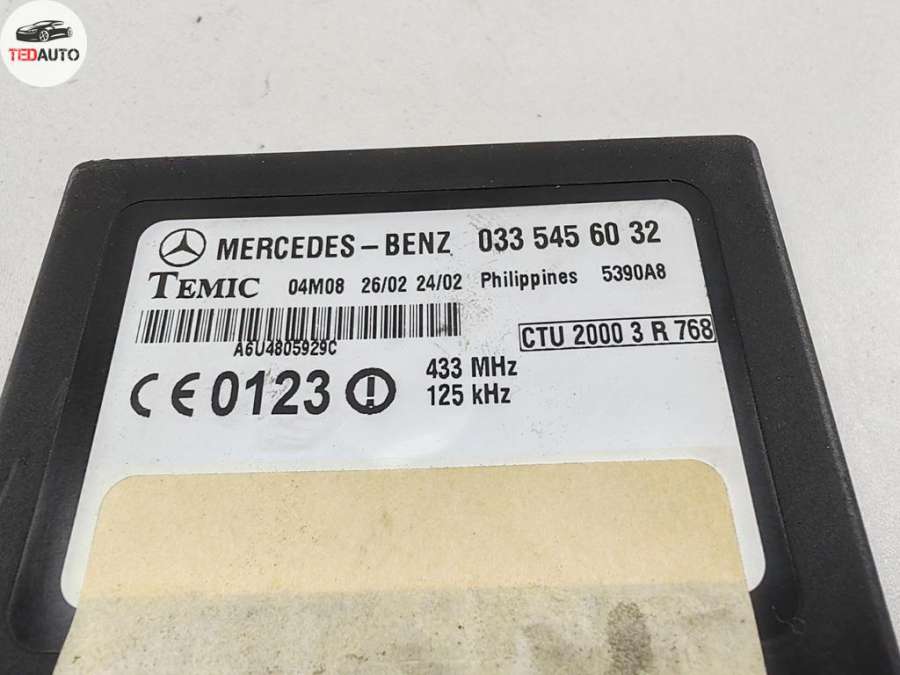 TEDAUTO
MERCEDES-BENZ 033 545 60 32
TEMIC 04M08 26/02 24/02 Philippines 5390A8
A6U4805929C
CTU 2000 3 R 768
CE 0123
433 MHz
125 kHz